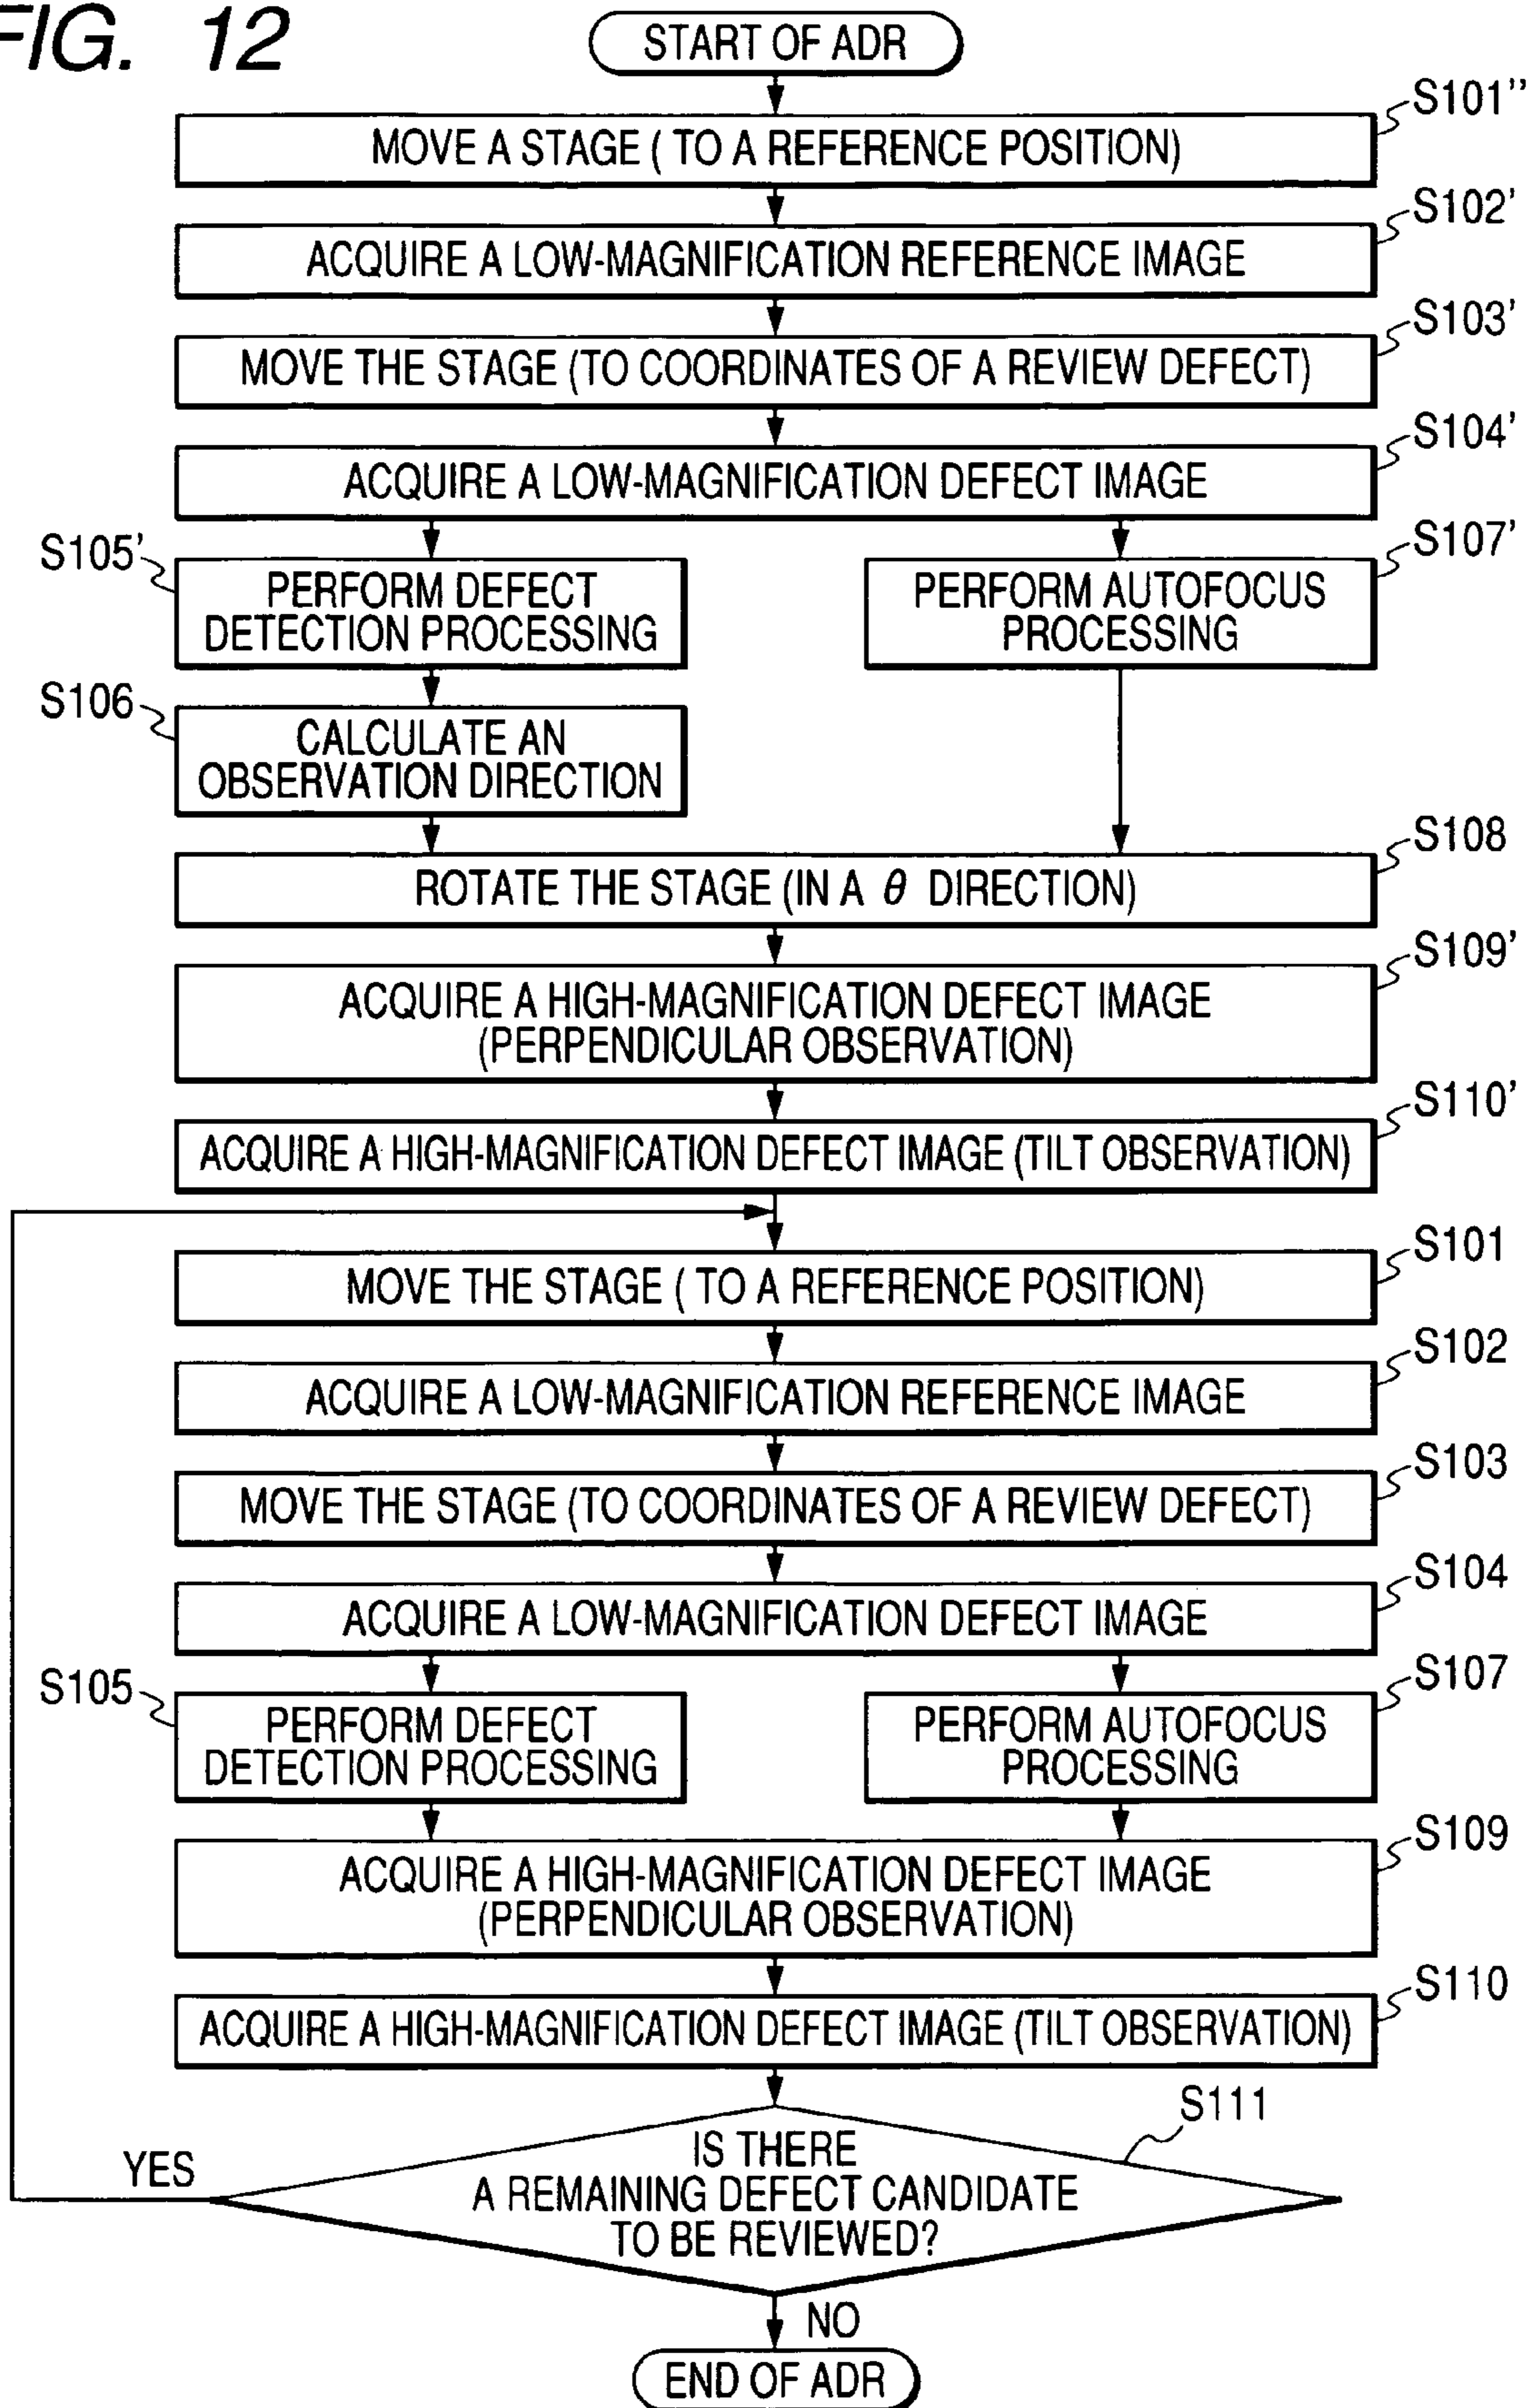 FIG. 12
START OF ADR
S101’’
MOVE A STAGE ( TO A REFERENCE POSITION)
S102’
ACQUIRE A LOW-MAGNIFICATION REFERENCE IMAGE
S103’
MOVE THE STAGE (TO COORDINATES OF A REVIEW DEFECT)
S104’
ACQUIRE A LOW-MAGNIFICATION DEFECT IMAGE
S105’
PERFORM DEFECT
DETECTION PROCESSING
S107’
PERFORM AUTOFOCUS
PROCESSING
S106
CALCULATE AN
OBSERVATION DIRECTION
S108
ROTATE THE STAGE (IN A θ DIRECTION)
S109’
ACQUIRE A HIGH-MAGNIFICATION DEFECT IMAGE
(PERPENDICULAR OBSERVATION)
S110’
ACQUIRE A HIGH-MAGNIFICATION DEFECT IMAGE (TILT OBSERVATION)
S101
MOVE THE STAGE ( TO A REFERENCE POSITION)
S102
ACQUIRE A LOW-MAGNIFICATION REFERENCE IMAGE
S103
MOVE THE STAGE (TO COORDINATES OF A REVIEW DEFECT)
S104
ACQUIRE A LOW-MAGNIFICATION DEFECT IMAGE
S105
PERFORM DEFECT
DETECTION PROCESSING
S107
PERFORM AUTOFOCUS
PROCESSING
S109
ACQUIRE A HIGH-MAGNIFICATION DEFECT IMAGE
(PERPENDICULAR OBSERVATION)
S110
ACQUIRE A HIGH-MAGNIFICATION DEFECT IMAGE (TILT OBSERVATION)
S111
IS THERE
A REMAINING DEFECT CANDIDATE
TO BE REVIEWED?
YES
NO
END OF ADR